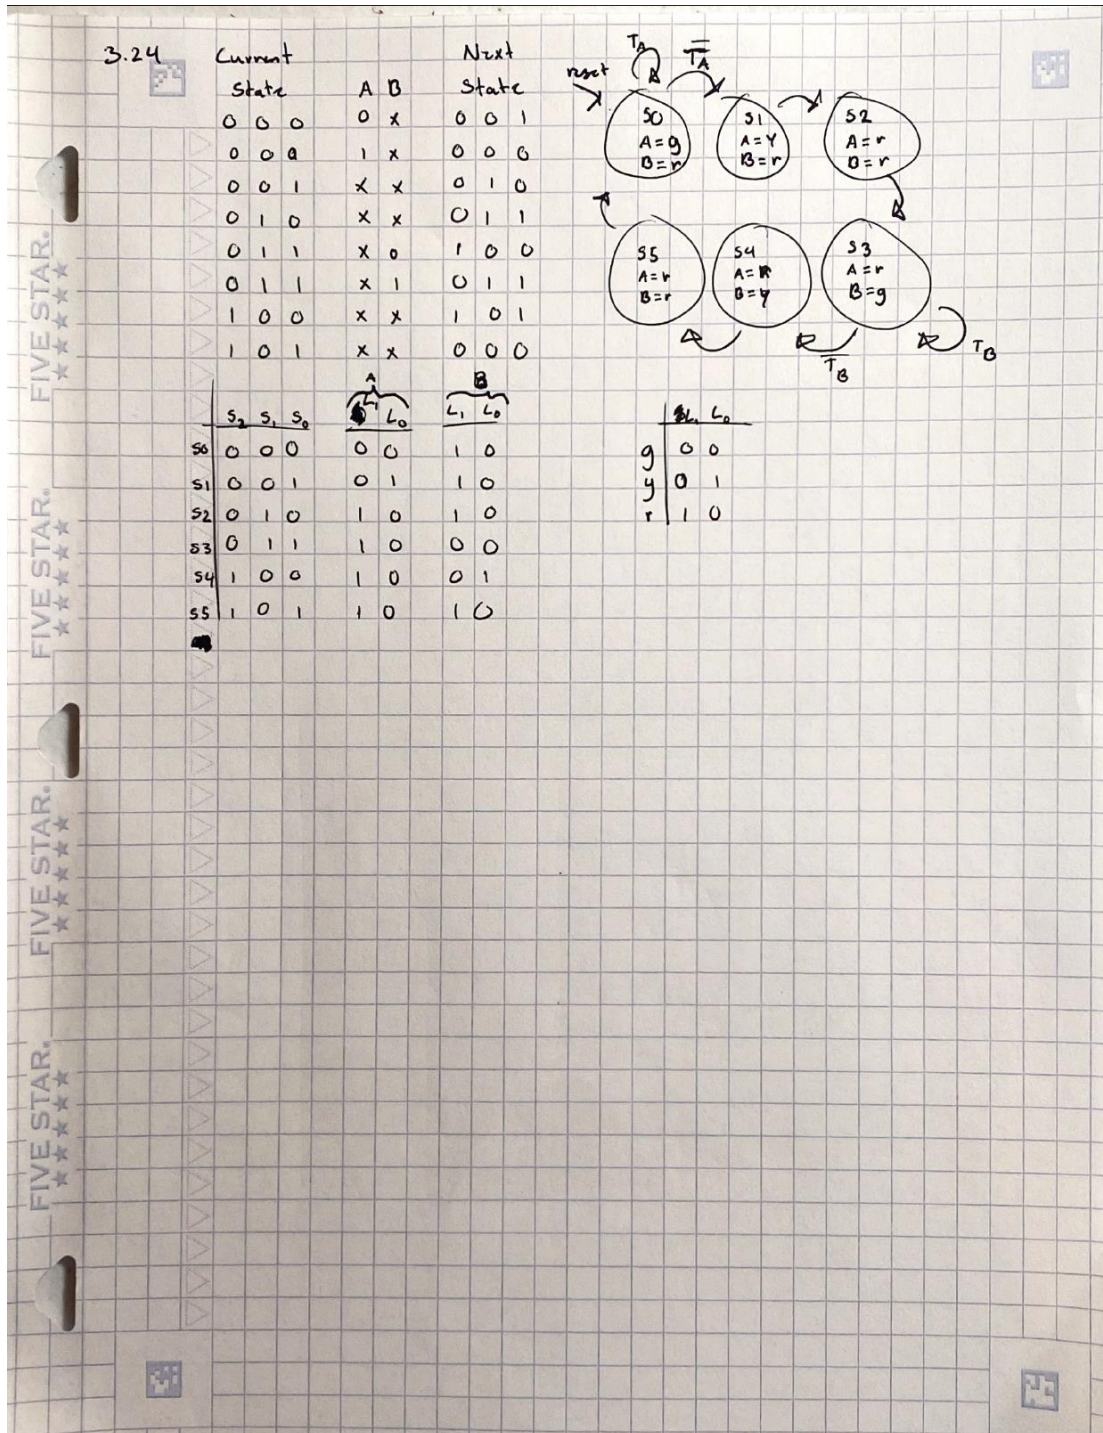 3.24
Current State A B Next State
0 0 0 0 x 0 0 1
0 0 0 1 x 0 0 0
0 0 1 x x 0 1 0
0 1 0 x x 0 1 1
0 1 1 x 0 1 0 0
0 1 1 x 1 0 1 1
1 0 0 x x 1 0 1
1 0 1 x x 0 0 0
reset
T_A
T̅_A
S0
A=g
B=r
S1
A=Y
B=r
S2
A=r
B=r
S5
A=r
B=r
S4
A=R
B=y
S3
A=r
B=g
T̅_B
T_B
A B
S₂ S₁ S₀ L₁ L₀ L₁ L₀
S0 0 0 0 0 0 1 0
S1 0 0 1 0 1 1 0
S2 0 1 0 1 0 1 0
S3 0 1 1 1 0 0 0
S4 1 0 0 1 0 0 1
S5 1 0 1 1 0 1 0
L₁ L₀
g 0 0
y 0 1
r 1 0
FIVE STAR.
FIVE STAR.
FIVE STAR.
FIVE STAR.